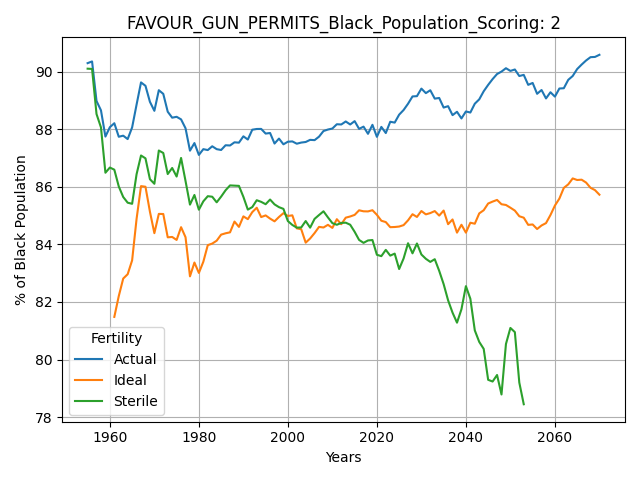 FAVOUR_GUN_PERMITS_Black_Population_Scoring: 2
% of Black Population
90
88
86
84
82
80
78
Fertility
Actual
Ideal
Sterile
1960 1980 2000 2020 2040 2060
Years